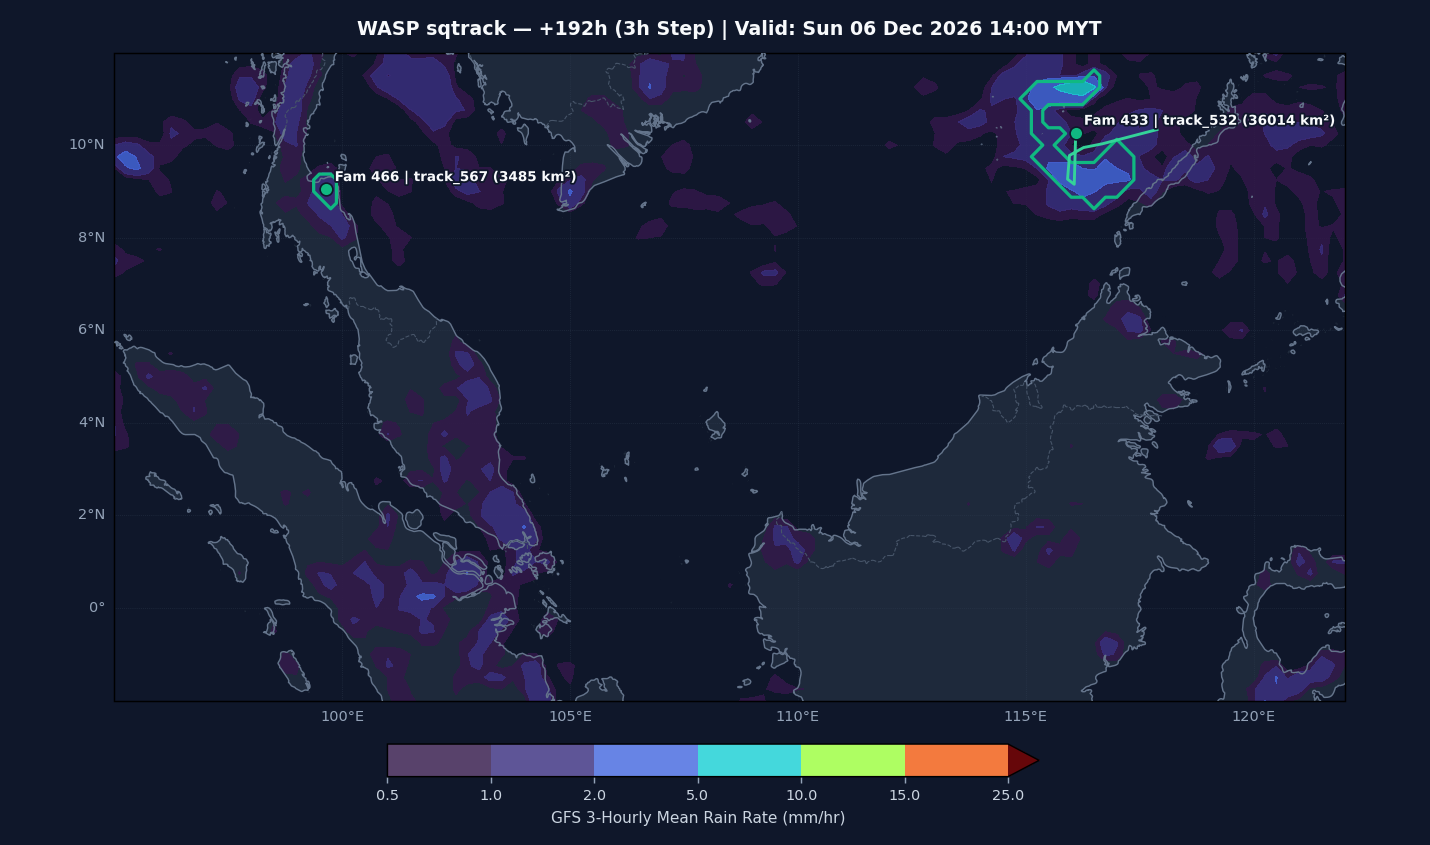 WASP sqtrack — +192h (3h Step) | Valid: Sun 06 Dec 2026 14:00 MYT
Fam 433 | track_532 (36014 km²)
Fam 466 | track_567 (3485 km²)
10°N
8°N
6°N
4°N
2°N
0°
100°E
105°E
110°E
115°E
120°E
0.5
1.0
2.0
5.0
10.0
15.0
25.0
GFS 3-Hourly Mean Rain Rate (mm/hr)